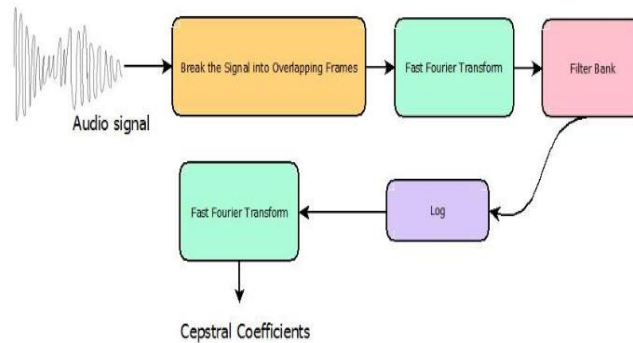 Audio signal
Break the Signal into Overlapping Frames
Fast Fourier Transform
Filter Bank
Log
Fast Fourier Transform
Cepstral Coefficients